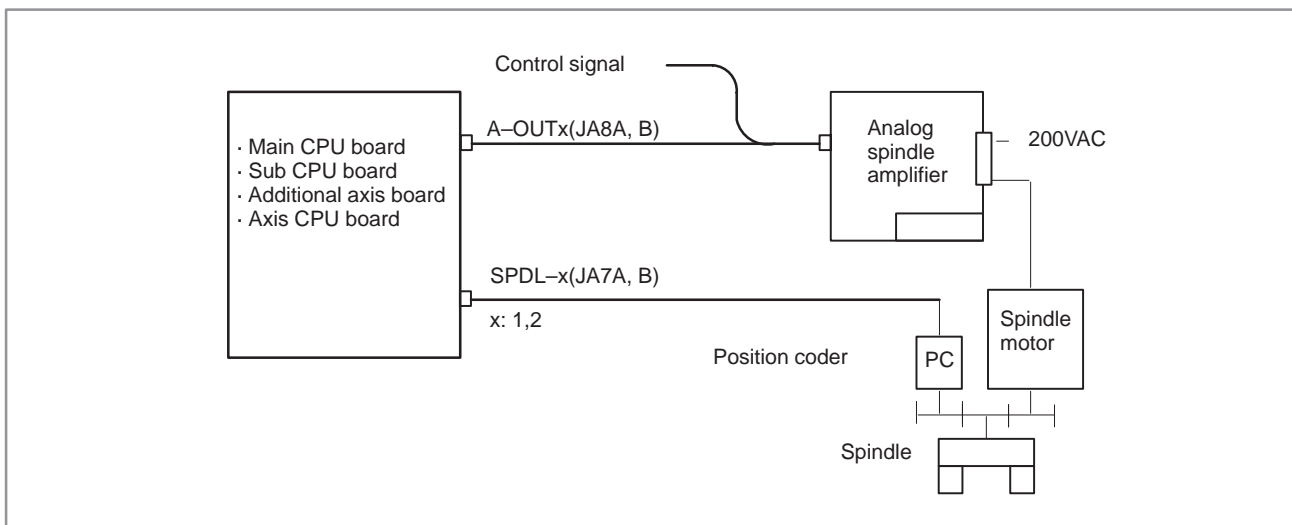 Control signal
A–OUTx(JA8A, B)
Analog
spindle
amplifier
200VAC
· Main CPU board
· Sub CPU board
· Additional axis board
· Axis CPU board
SPDL–x(JA7A, B)
x: 1,2
Spindle
motor
Position coder
PC
Spindle